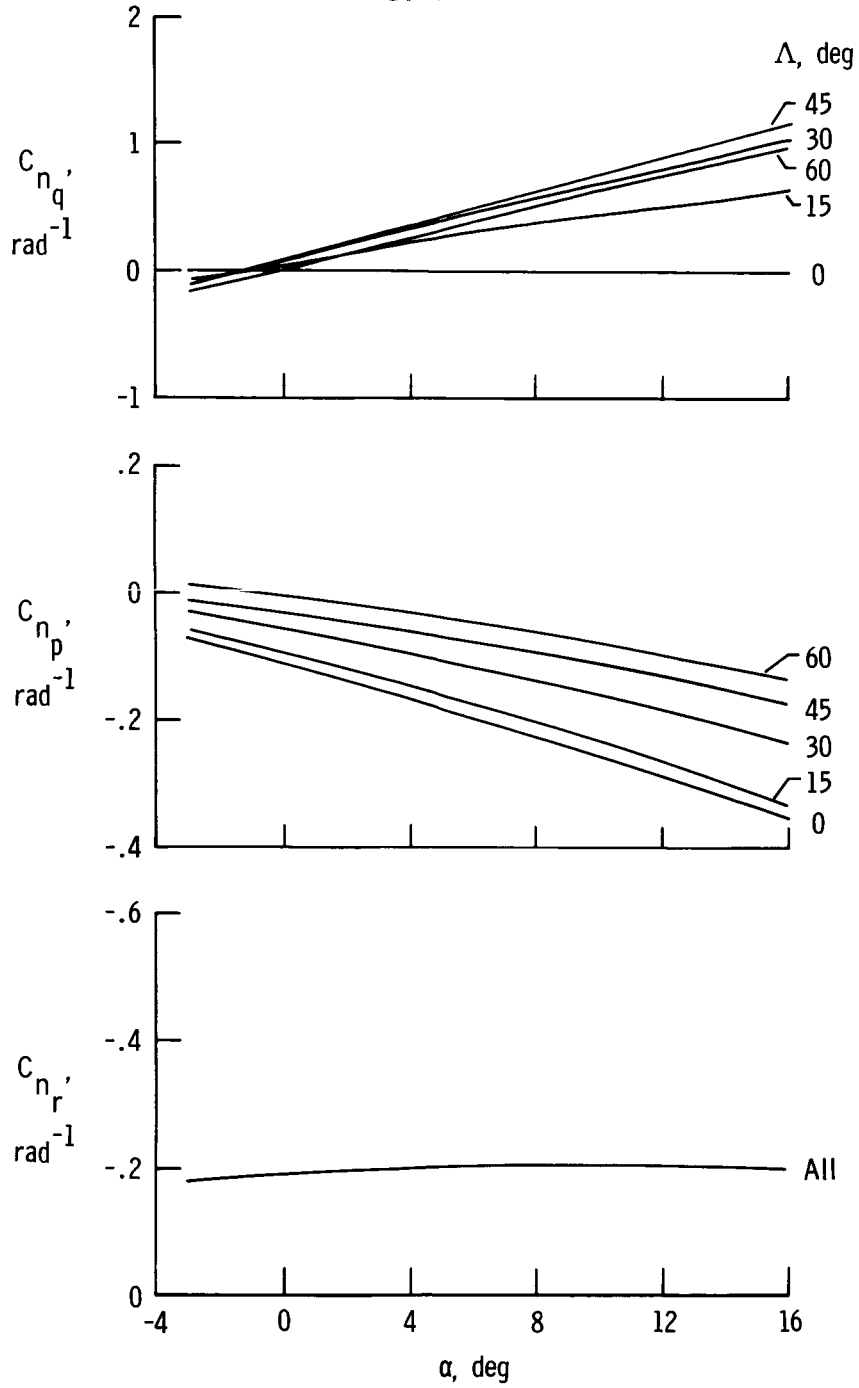 2
Λ, deg
45
1
30
60
C_{n_q},
rad^{-1}
15
0
0
-1
.2
0
C_{n_p},
rad^{-1}
60
-.2
45
30
15
0
-.4
-.6
-.4
C_{n_r},
rad^{-1}
-.2
All
0
-4 0 4 8 12 16
α, deg